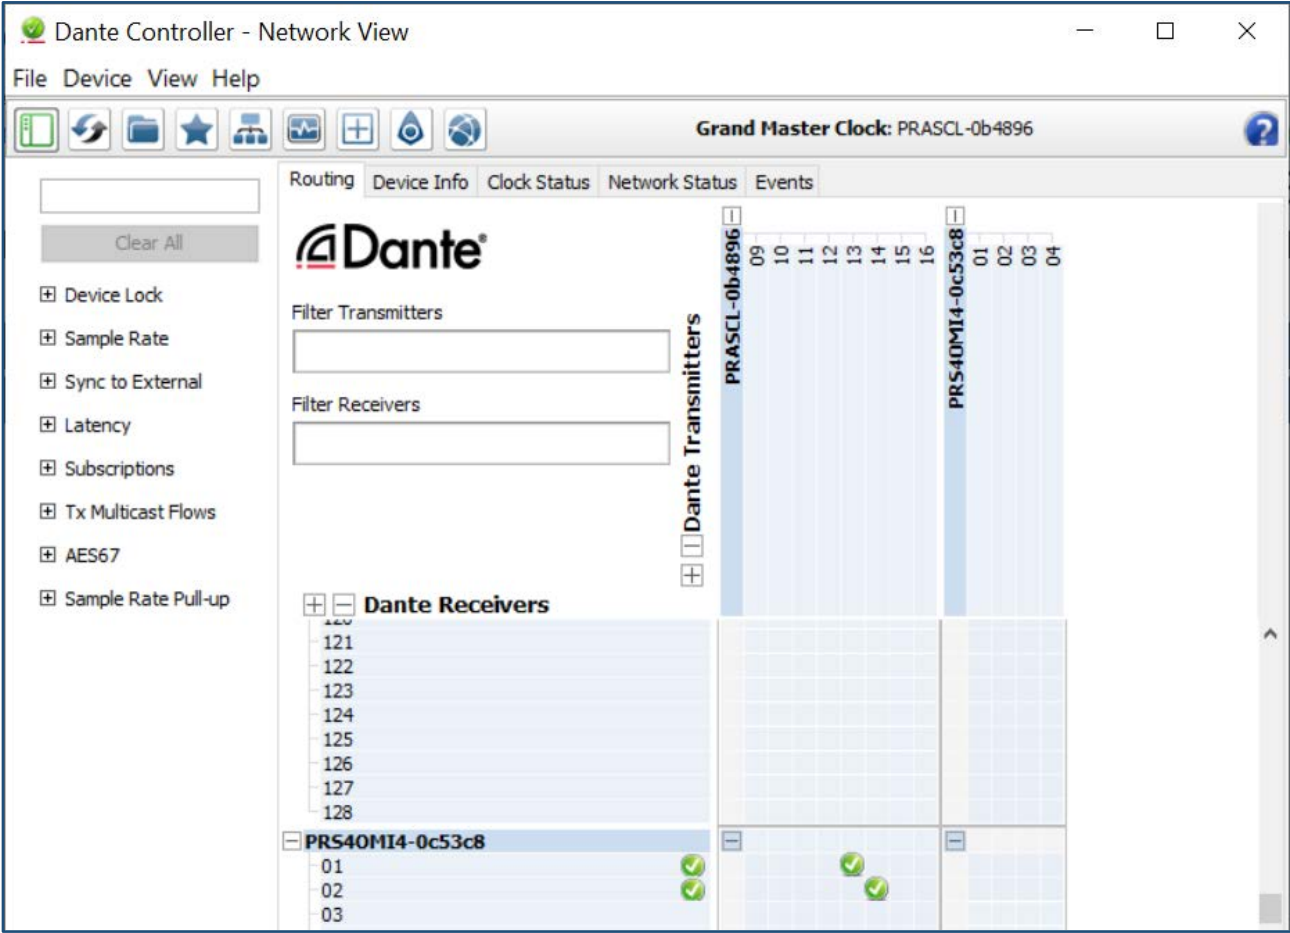 Dante Controller - Network View
File Device View Help
Grand Master Clock: PRASCL-0b4896
Routing Device Info Clock Status Network Status Events
Clear All
Device Lock
Sample Rate
Sync to External
Latency
Subscriptions
Tx Multicast Flows
AES67
Sample Rate Pull-up
Dante®
Filter Transmitters
Filter Receivers
Dante Transmitters
PRASCL-0b4896
09 10 11 12 13 14 15 16
PRS4OMI4-0c53c8
01 02 03 04
Dante Receivers
120
121
122
123
124
125
126
127
128
PRS4OMI4-0c53c8
01
02
03